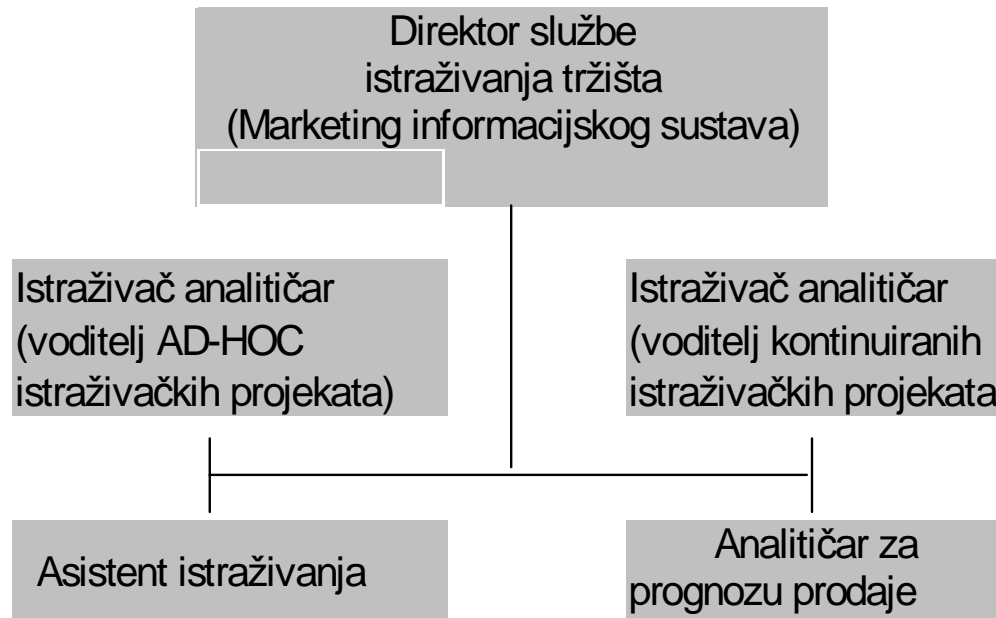 Direktor službe
istraživanja tržišta
(Marketing informacijskog sustava)
Istraživač analitičar
(voditelj AD-HOC
istraživačkih projekata)
Istraživač analitičar
(voditelj kontinuiranih
istraživačkih projekata
Asistent istraživanja
Analitičar za
prognozu prodaje